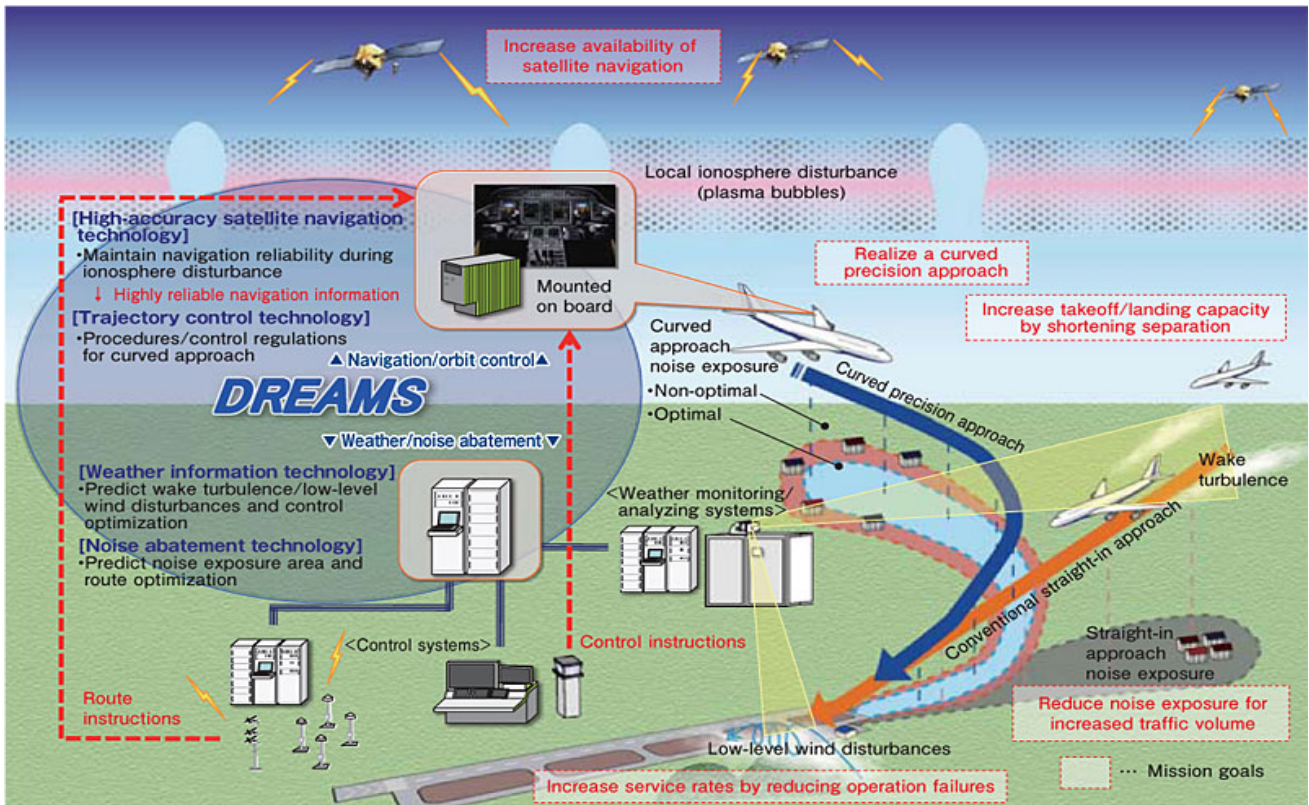 Increase availability of
satellite navigation
Local ionosphere disturbance
(plasma bubbles)
[High-accuracy satellite navigation
technology]
•Maintain navigation reliability during
ionosphere disturbance
↓ Highly reliable navigation information
[Trajectory control technology]
•Procedures/control regulations
for curved approach
▲ Navigation/orbit control▲
DREAMS
▼Weather/noise abatement ▼
[Weather information technology]
•Predict wake turbulence/low-level
wind disturbances and control
optimization
[Noise abatement technology]
•Predict noise exposure area and
route optimization
Mounted
on board
Realize a curved
precision approach
Increase takeoff/landing capacity
by shortening separation
Curved
approach
noise exposure
•Non-optimal
•Optimal
Curved precision approach
Wake
turbulence
<Weather monitoring/
analyzing systems>
Conventional straight-in approach
Straight-in
approach
noise exposure
<Control systems>
Control instructions
Route
instructions
Reduce noise exposure for
increased traffic volume
Low-level wind disturbances
Increase service rates by reducing operation failures
··· Mission goals